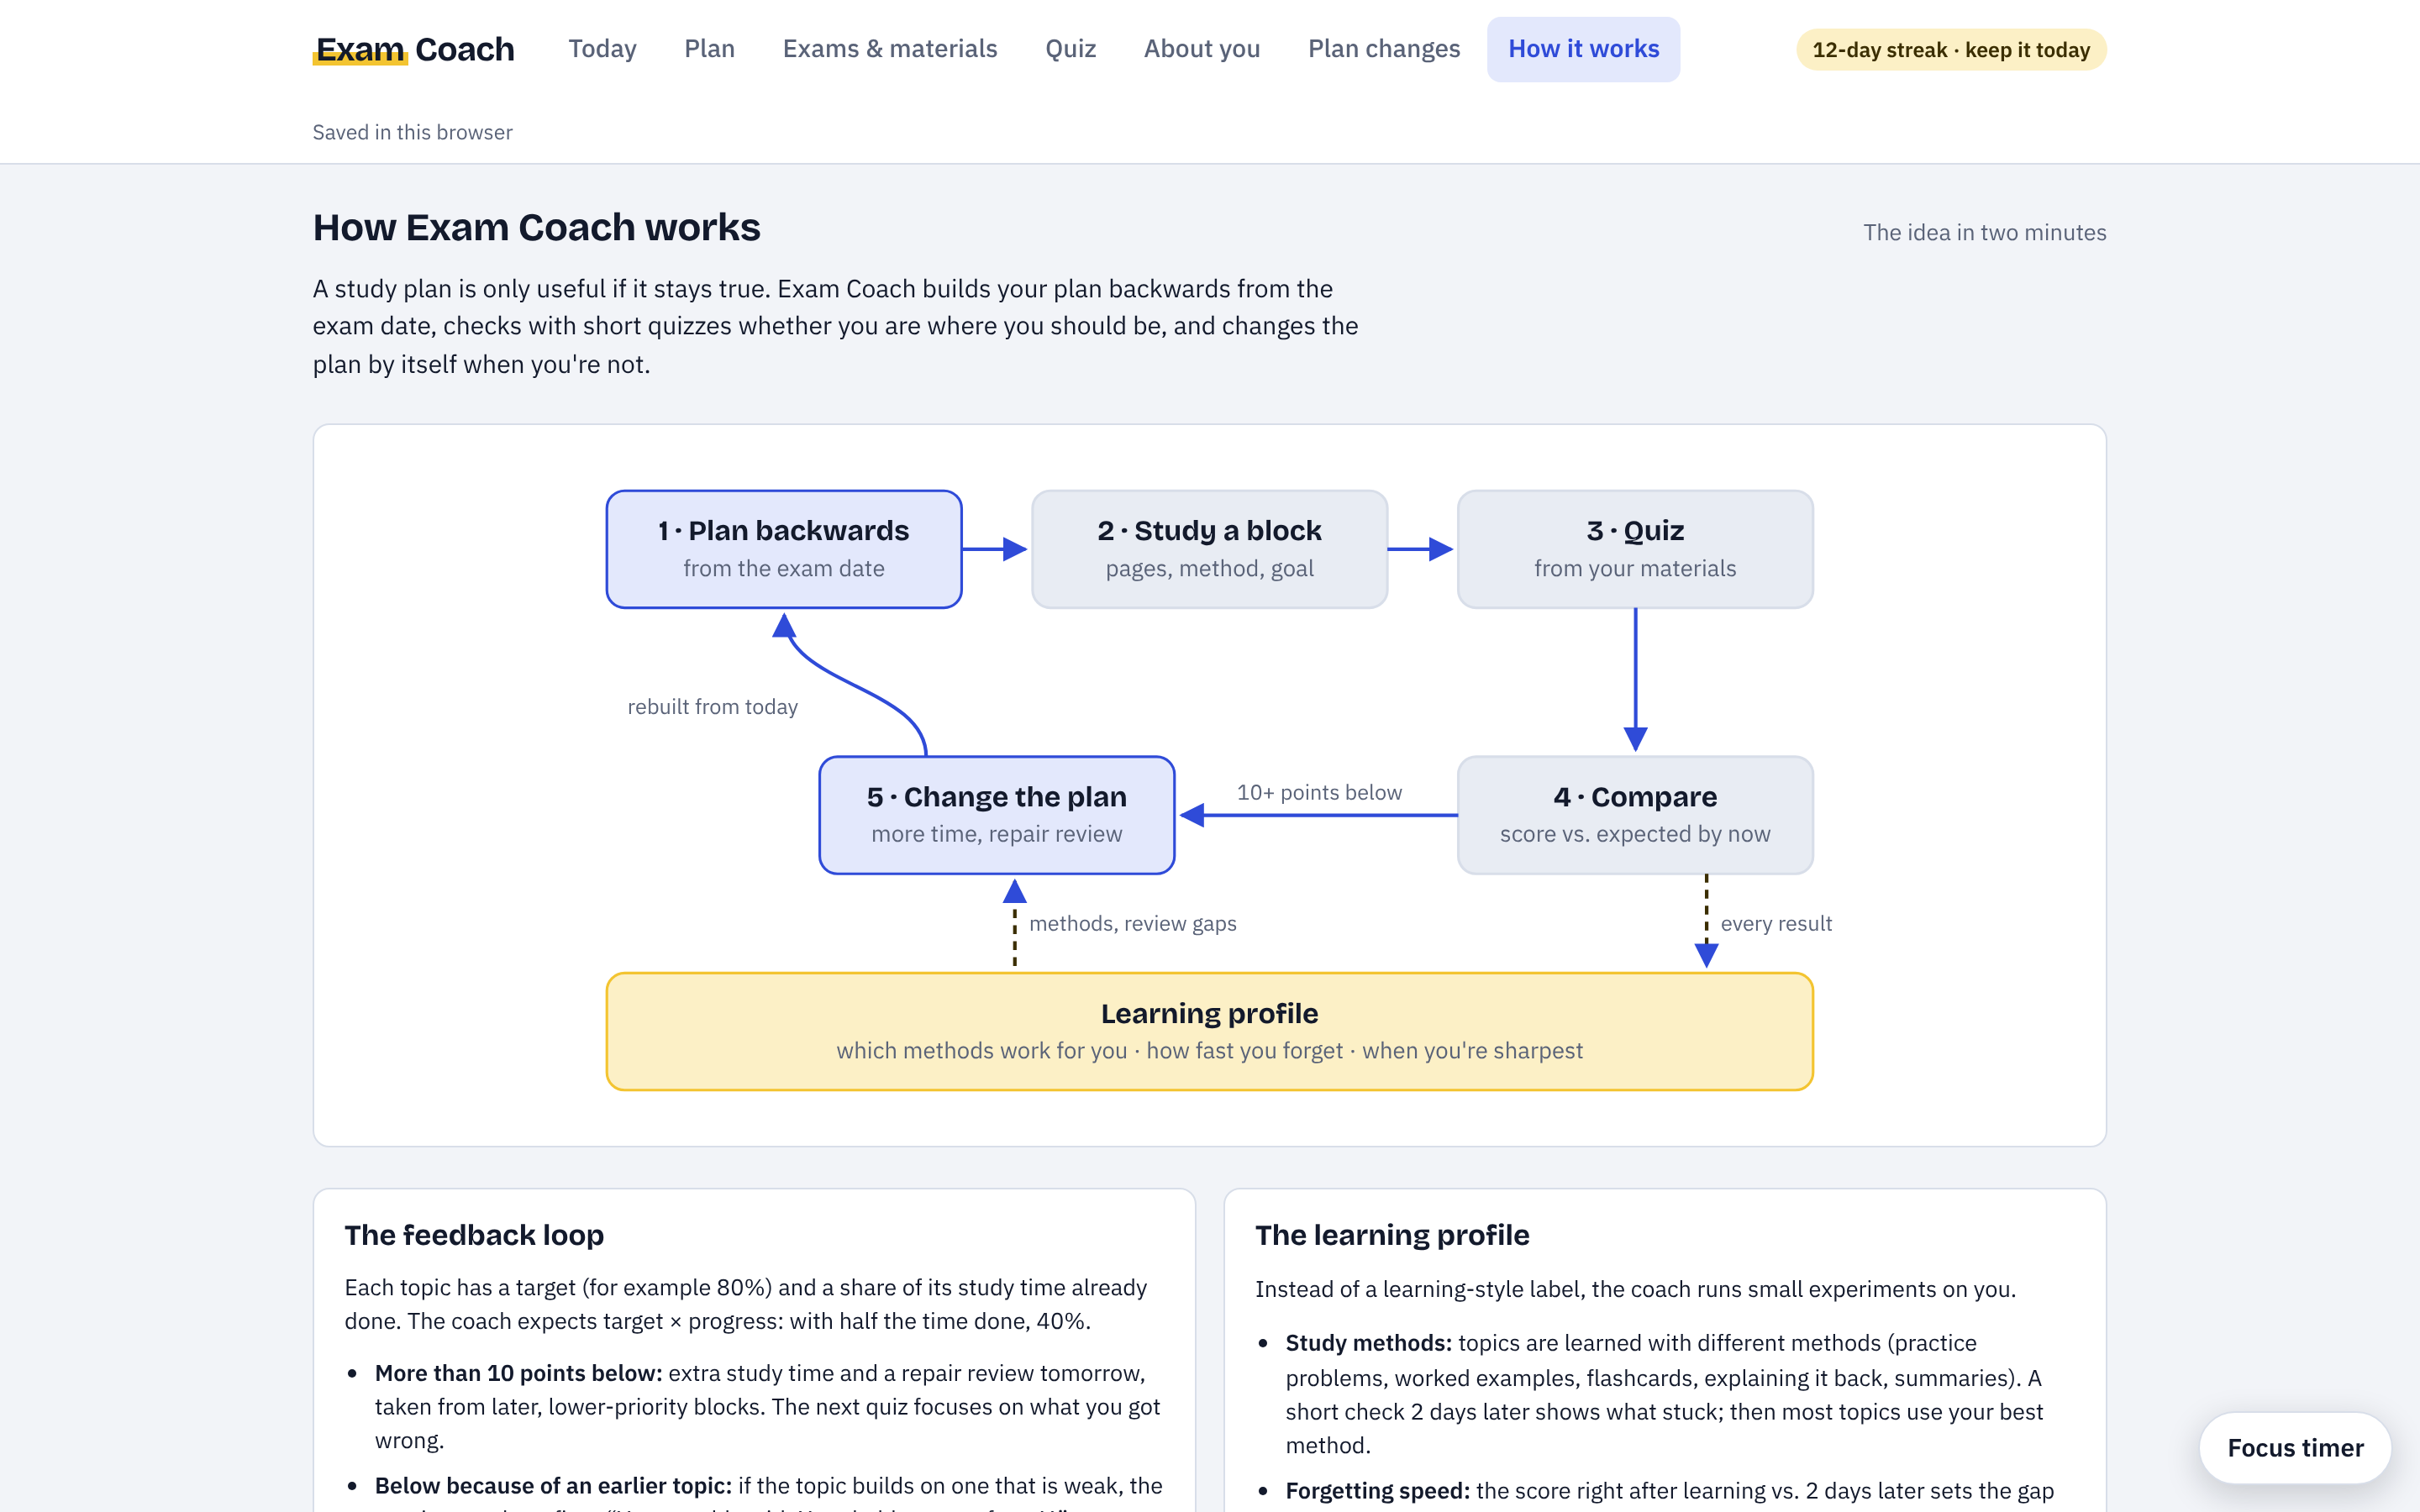 Exam Coach
Today
Plan
Exams & materials
Quiz
About you
Plan changes
How it works
12-day streak · keep it today
Saved in this browser
How Exam Coach works
The idea in two minutes
A study plan is only useful if it stays true. Exam Coach builds your plan backwards from the
exam date, checks with short quizzes whether you are where you should be, and changes the
plan by itself when you're not.
1 · Plan backwards
from the exam date
2 · Study a block
pages, method, goal
3 · Quiz
from your materials
rebuilt from today
5 · Change the plan
more time, repair review
10+ points below
4 · Compare
score vs. expected by now
methods, review gaps
every result
Learning profile
which methods work for you · how fast you forget · when you're sharpest
The feedback loop
Each topic has a target (for example 80%) and a share of its study time already
done. The coach expects target × progress: with half the time done, 40%.
• More than 10 points below: extra study time and a repair review tomorrow,
taken from later, lower-priority blocks. The next quiz focuses on what you got
wrong.
• Below because of an earlier topic: if the topic builds on one that is weak, the
The learning profile
Instead of a learning-style label, the coach runs small experiments on you.
• Study methods: topics are learned with different methods (practice
problems, worked examples, flashcards, explaining it back, summaries). A
short check 2 days later shows what stuck; then most topics use your best
method.
• Forgetting speed: the score right after learning vs. 2 days later sets the gap
Focus timer